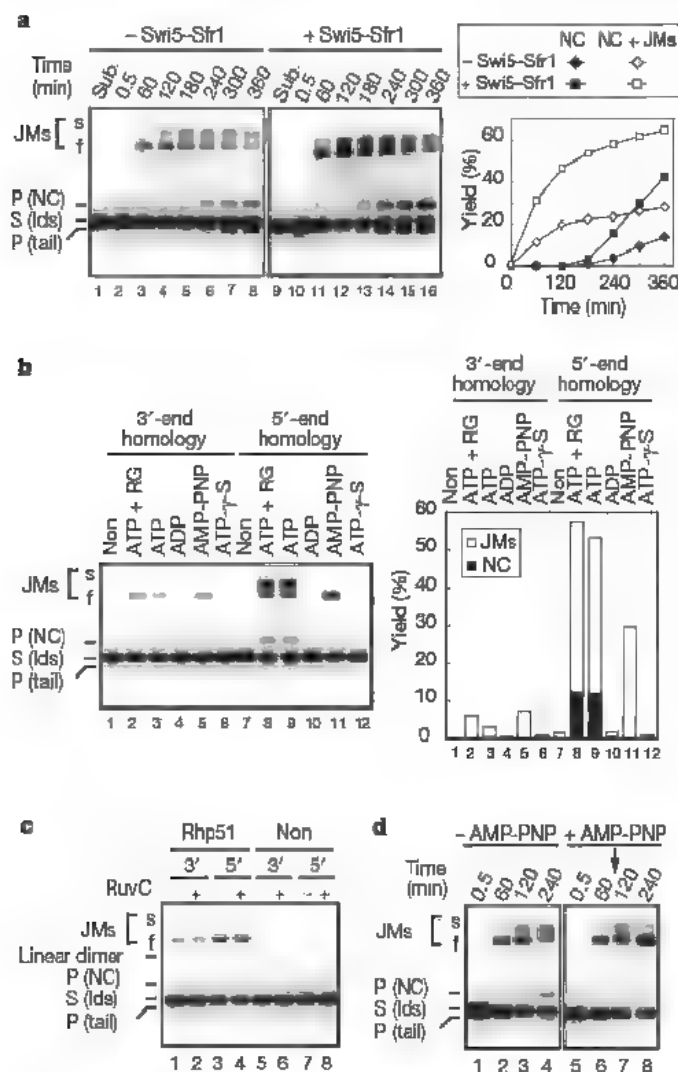 a
− Swi5–Sfr1 + Swi5–Sfr1
Time (min) Sub. 0.5 60 120 180 240 300 360 Sub. 0.5 60 120 180 240 300 360
JMs [ s
f
P (NC)
S (lds)
P (tail)
1 2 3 4 5 6 7 8 9 10 11 12 13 14 15 16
NC NC + JMs
− Swi5–Sfr1
+ Swi5–Sfr1
Yield (%)
60
40
20
0
0 120 240 360
Time (min)
b
3′-end homology 5′-end homology
Non ATP + RG ATP ADP AMP-PNP ATP-γ-S Non ATP + RG ATP ADP AMP-PNP ATP-γ-S
JMs [ s
f
P (NC)
S (lds)
P (tail)
1 2 3 4 5 6 7 8 9 10 11 12
3′-end homology 5′-end homology
Non ATP + RG ATP ADP AMP-PNP ATP-γ-S Non ATP + RG ATP ADP AMP-PNP ATP-γ-S
JMs
NC
Yield (%)
60
50
40
30
20
10
0
1 2 3 4 5 6 7 8 9 10 11 12
c
Rhp51 Non
3′ 5′ 3′ 5′
RuvC + + + − +
JMs [ s
f
Linear dimer
P (NC)
S (lds)
P (tail)
1 2 3 4 5 6 7 8
d
− AMP-PNP + AMP-PNP
Time (min) 0.5 60 120 240 0.5 60 120 240
JMs [ s
f
P (NC)
S (lds)
P (tail)
1 2 3 4 5 6 7 8